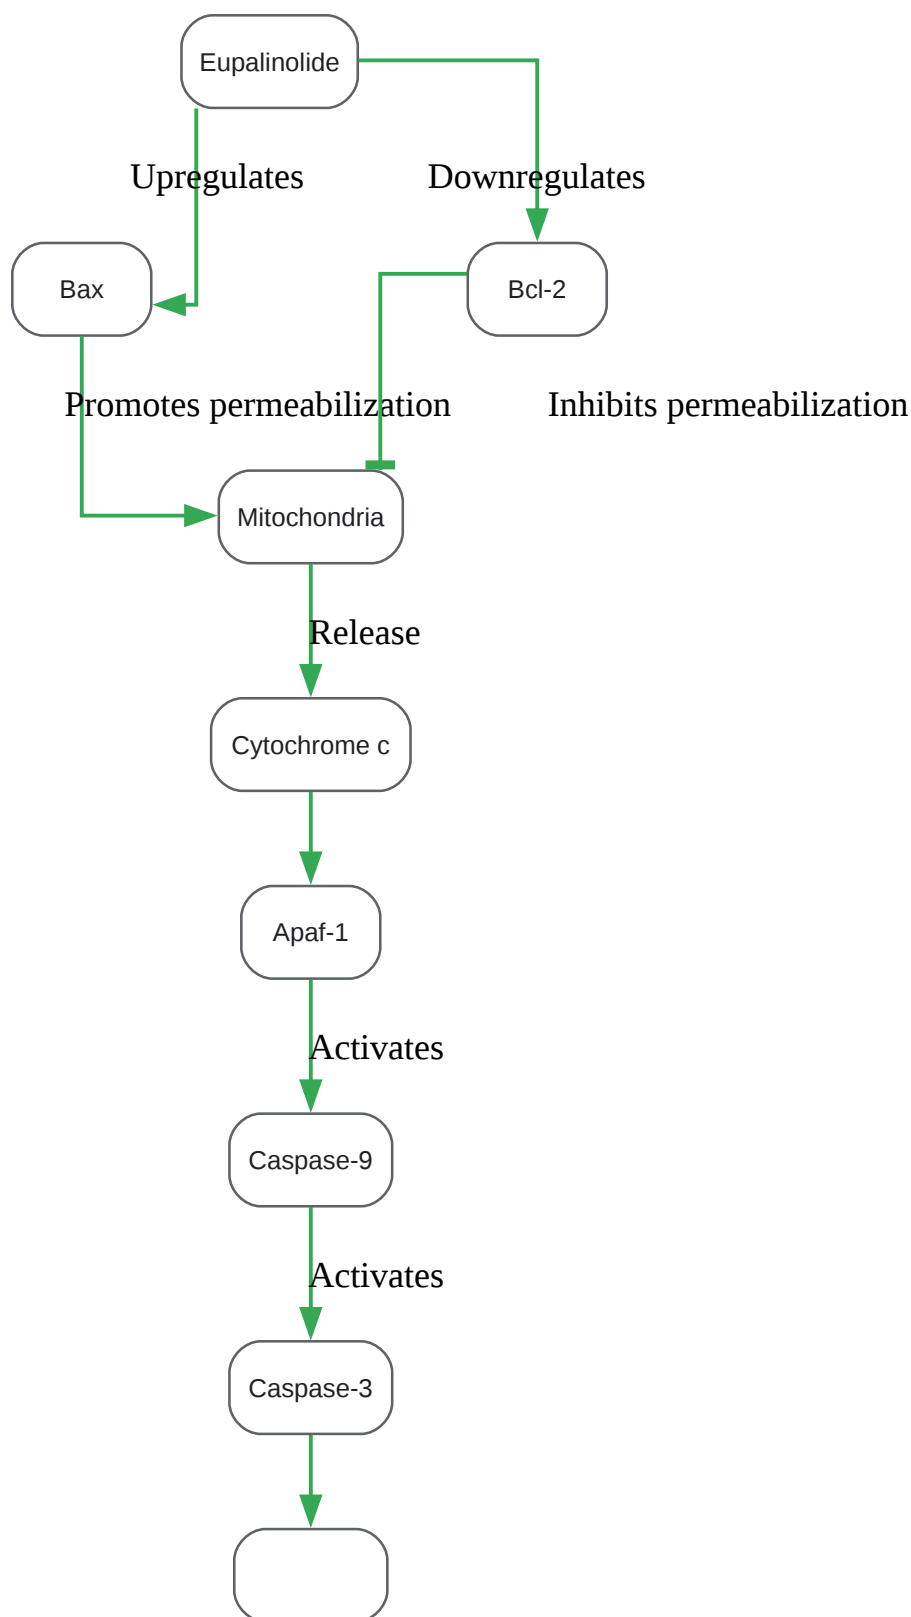 Eupalinolide
Upregulates
Downregulates
Bax
Bcl-2
Promotes permeabilization
Inhibits permeabilization
Mitochondria
Release
Cytochrome c
Apaf-1
Activates
Caspase-9
Activates
Caspase-3